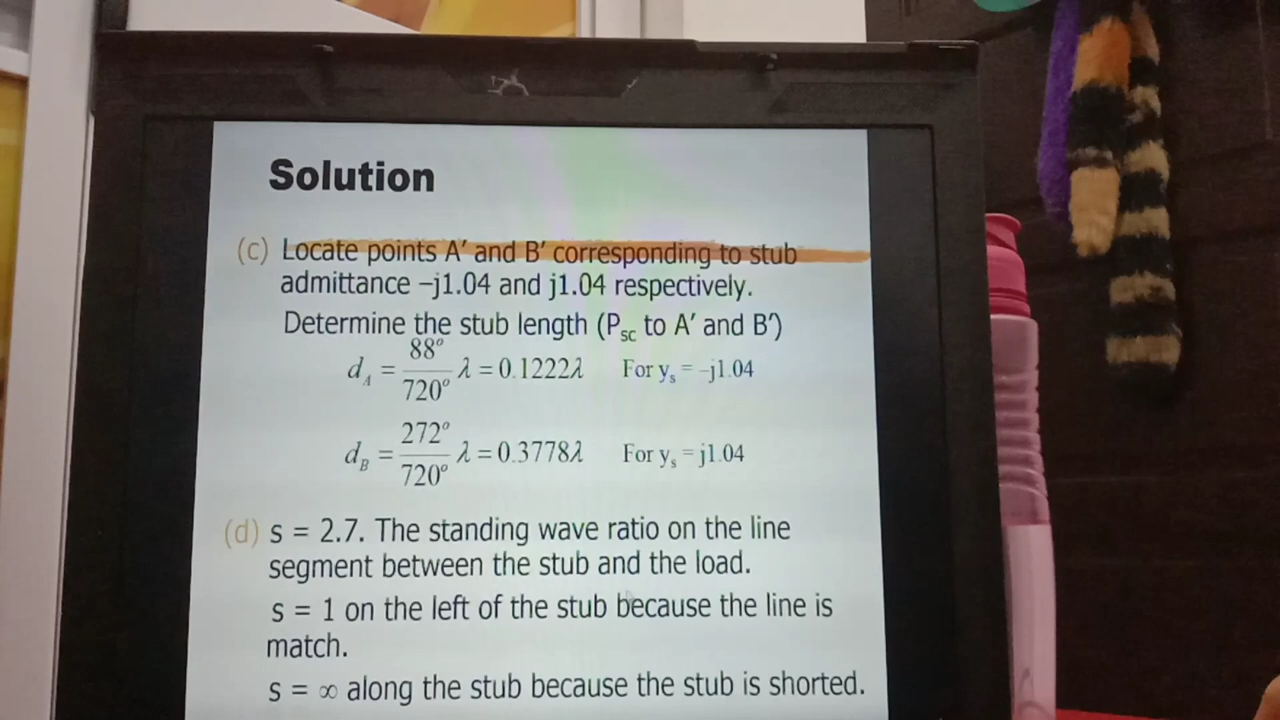 Solution
(c) Locate points A′ and B′ corresponding to stub
admittance –j1.04 and j1.04 respectively.
Determine the stub length (Psc to A′ and B′)
d_A = 88°/720° λ = 0.1222λ For ys = –j1.04
d_B = 272°/720° λ = 0.3778λ For ys = j1.04
(d) s = 2.7. The standing wave ratio on the line
segment between the stub and the load.
s = 1 on the left of the stub because the line is
match.
s = ∞ along the stub because the stub is shorted.